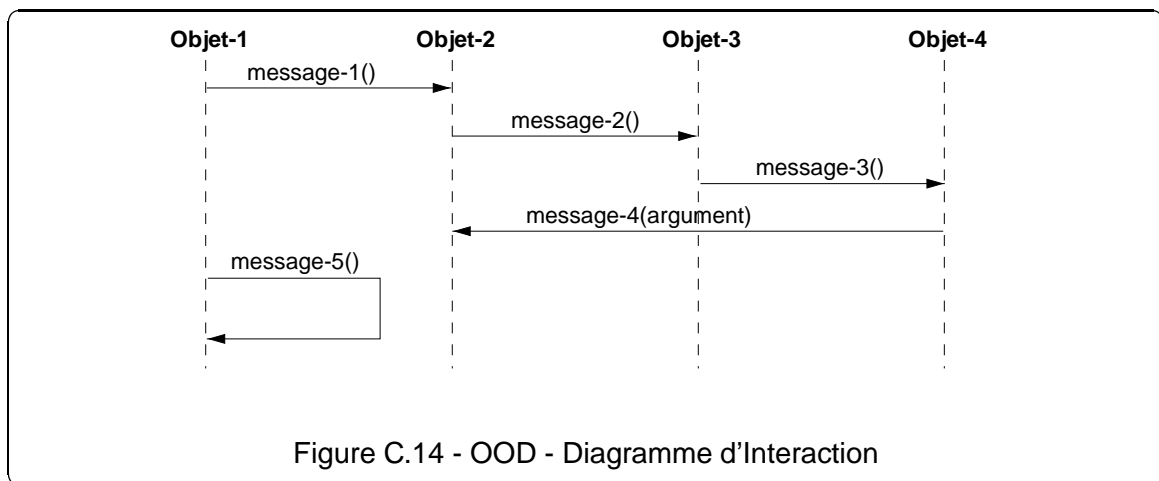 Objet-1 Objet-2 Objet-3 Objet-4
message-1()
message-2()
message-3()
message-4(argument)
message-5()
Figure C.14 - OOD - Diagramme d'Interaction